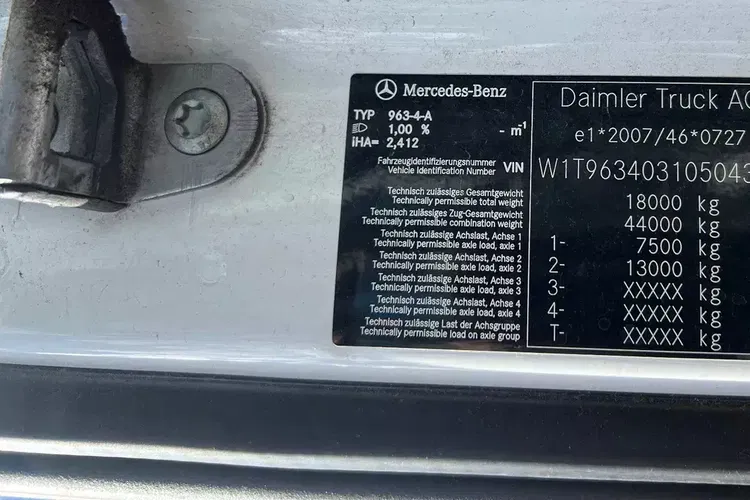 Mercedes-Benz
TYP 963-4-A
1,00 % - m⁻¹
iHA= 2,412
Fahrzeugidentifizierungsnummer
Vehicle Identification Number VIN
Technisch zulässiges Gesamtgewicht
Technically permissible total weight
Technisch zulässiges Zug-Gesamtgewicht
Technically permissible combination weight
Technisch zulässige Achslast, Achse 1
Technically permissible axle load, axle 1
Technisch zulässige Achslast, Achse 2
Technically permissible axle load, axle 2
Technisch zulässige Achslast, Achse 3
Technically permissible axle load, axle 3
Technisch zulässige Achslast, Achse 4
Technically permissible axle load, axle 4
Technisch zulässige Last der Achsgruppe
Technically permissible load on axle group
Daimler Truck AG
e1*2007/46*0727
W1T96340310504
18000 kg
44000 kg
1- 7500 kg
2- 13000 kg
3- XXXXX kg
4- XXXXX kg
T- XXXXX kg